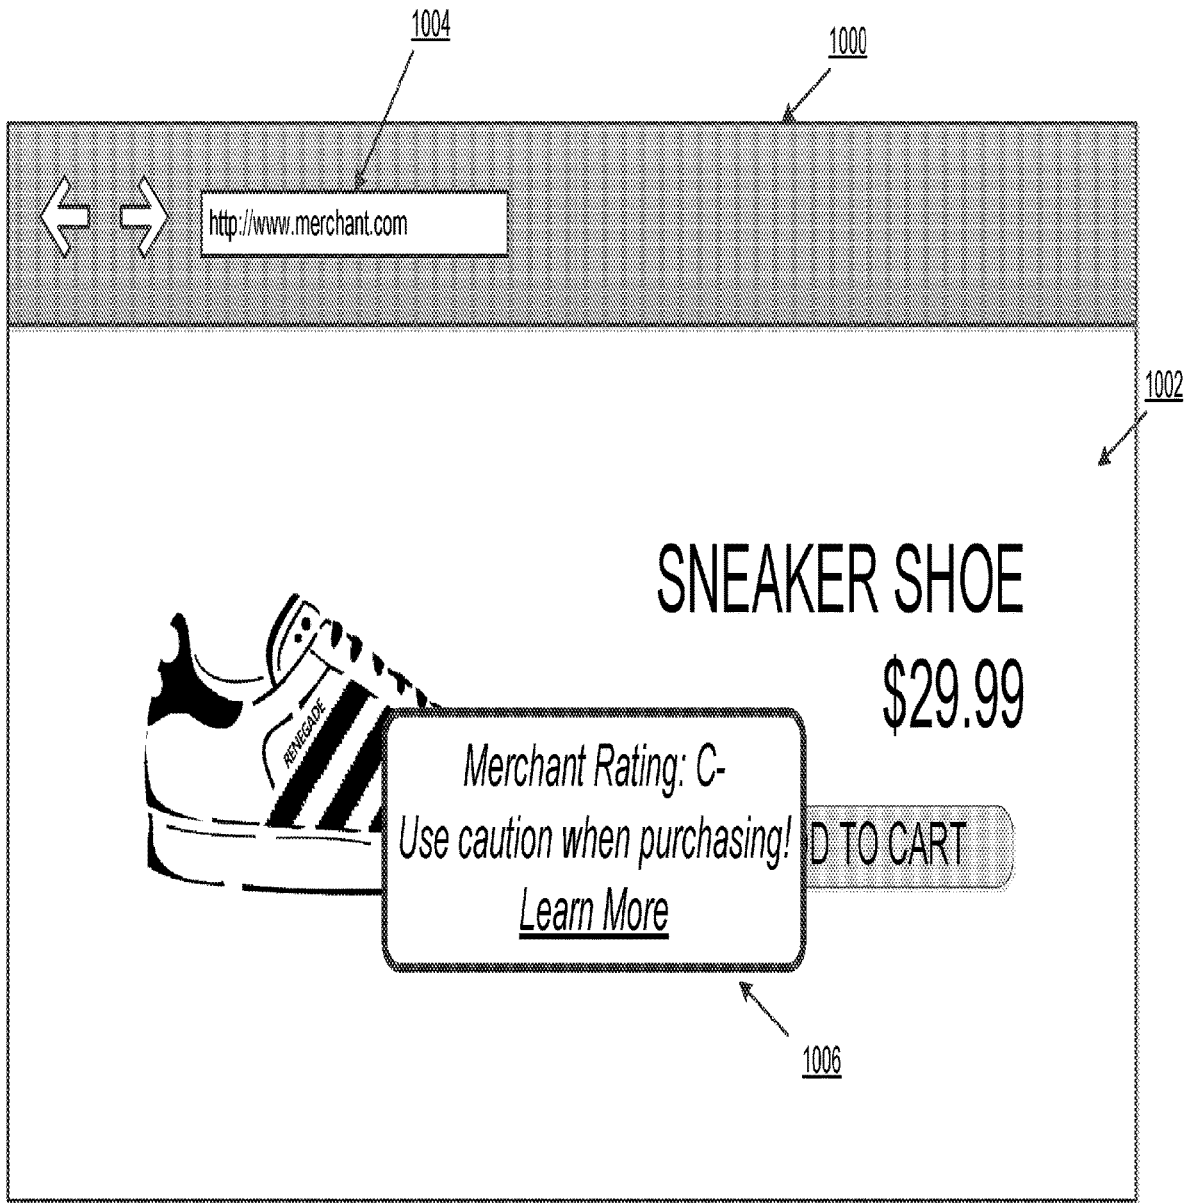 1004
1000
http://www.merchant.com
1002
SNEAKER SHOE
$29.99
RENEGADE
Merchant Rating: C-
Use caution when purchasing!
D TO CART
Learn More
1006